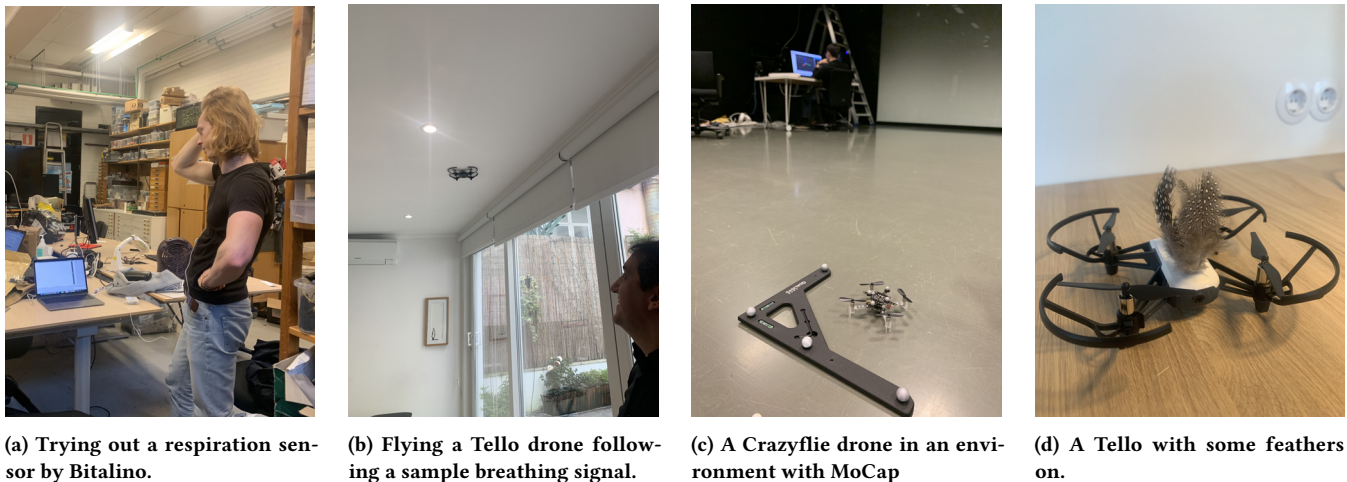 (a) Trying out a respiration sen-
sor by Bitalino.
(b) Flying a Tello drone follow-
ing a sample breathing signal.
(c) A Crazyflie drone in an envi-
ronment with MoCap
(d) A Tello with some feathers
on.